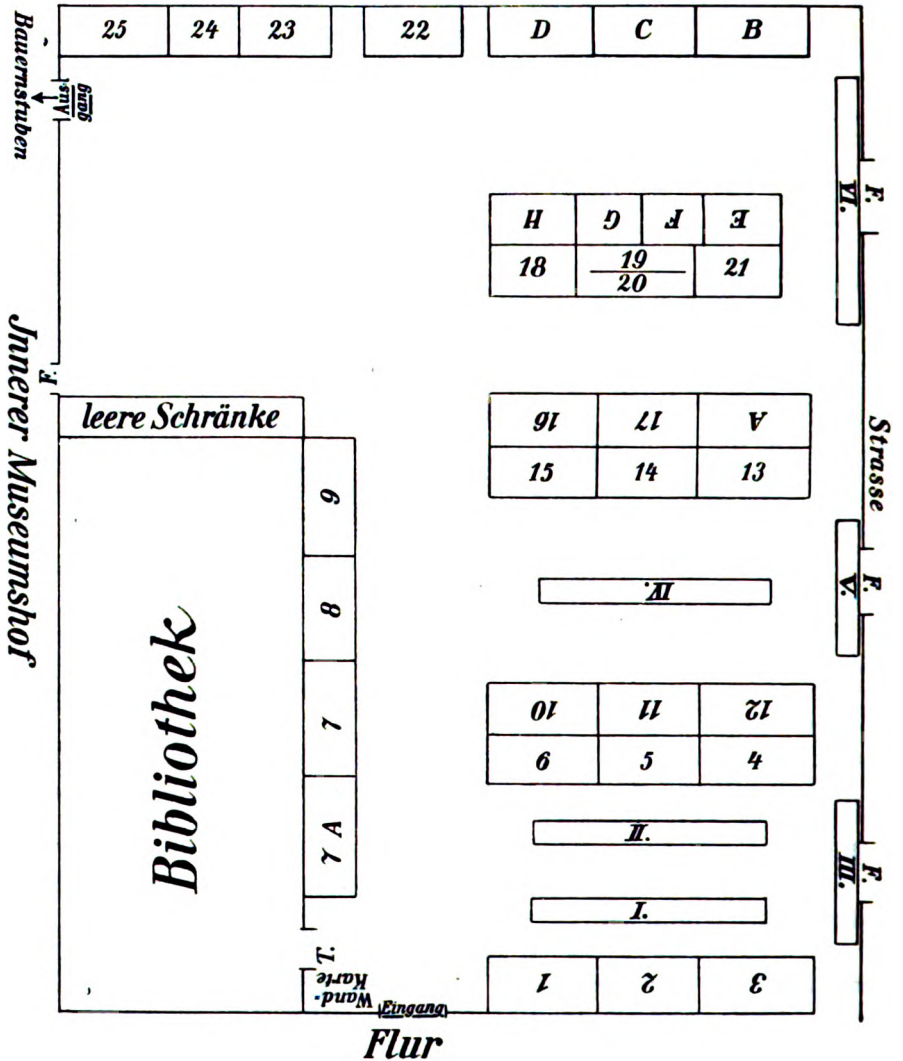 25 24 23 22 D C B
Bauernstuben
Aus-
gang
F.
VI.
H G F E
18 19 21
20
Innerer Museumshof
F.
leere Schränke
16 17 A
15 14 13
Strasse
9
8
7
7 A
Bibliothek
IV.
F.
V.
10 11 12
6 5 4
II.
F.
III.
I.
T.
Wand-
Karte
Eingang
1 2 3
Flur